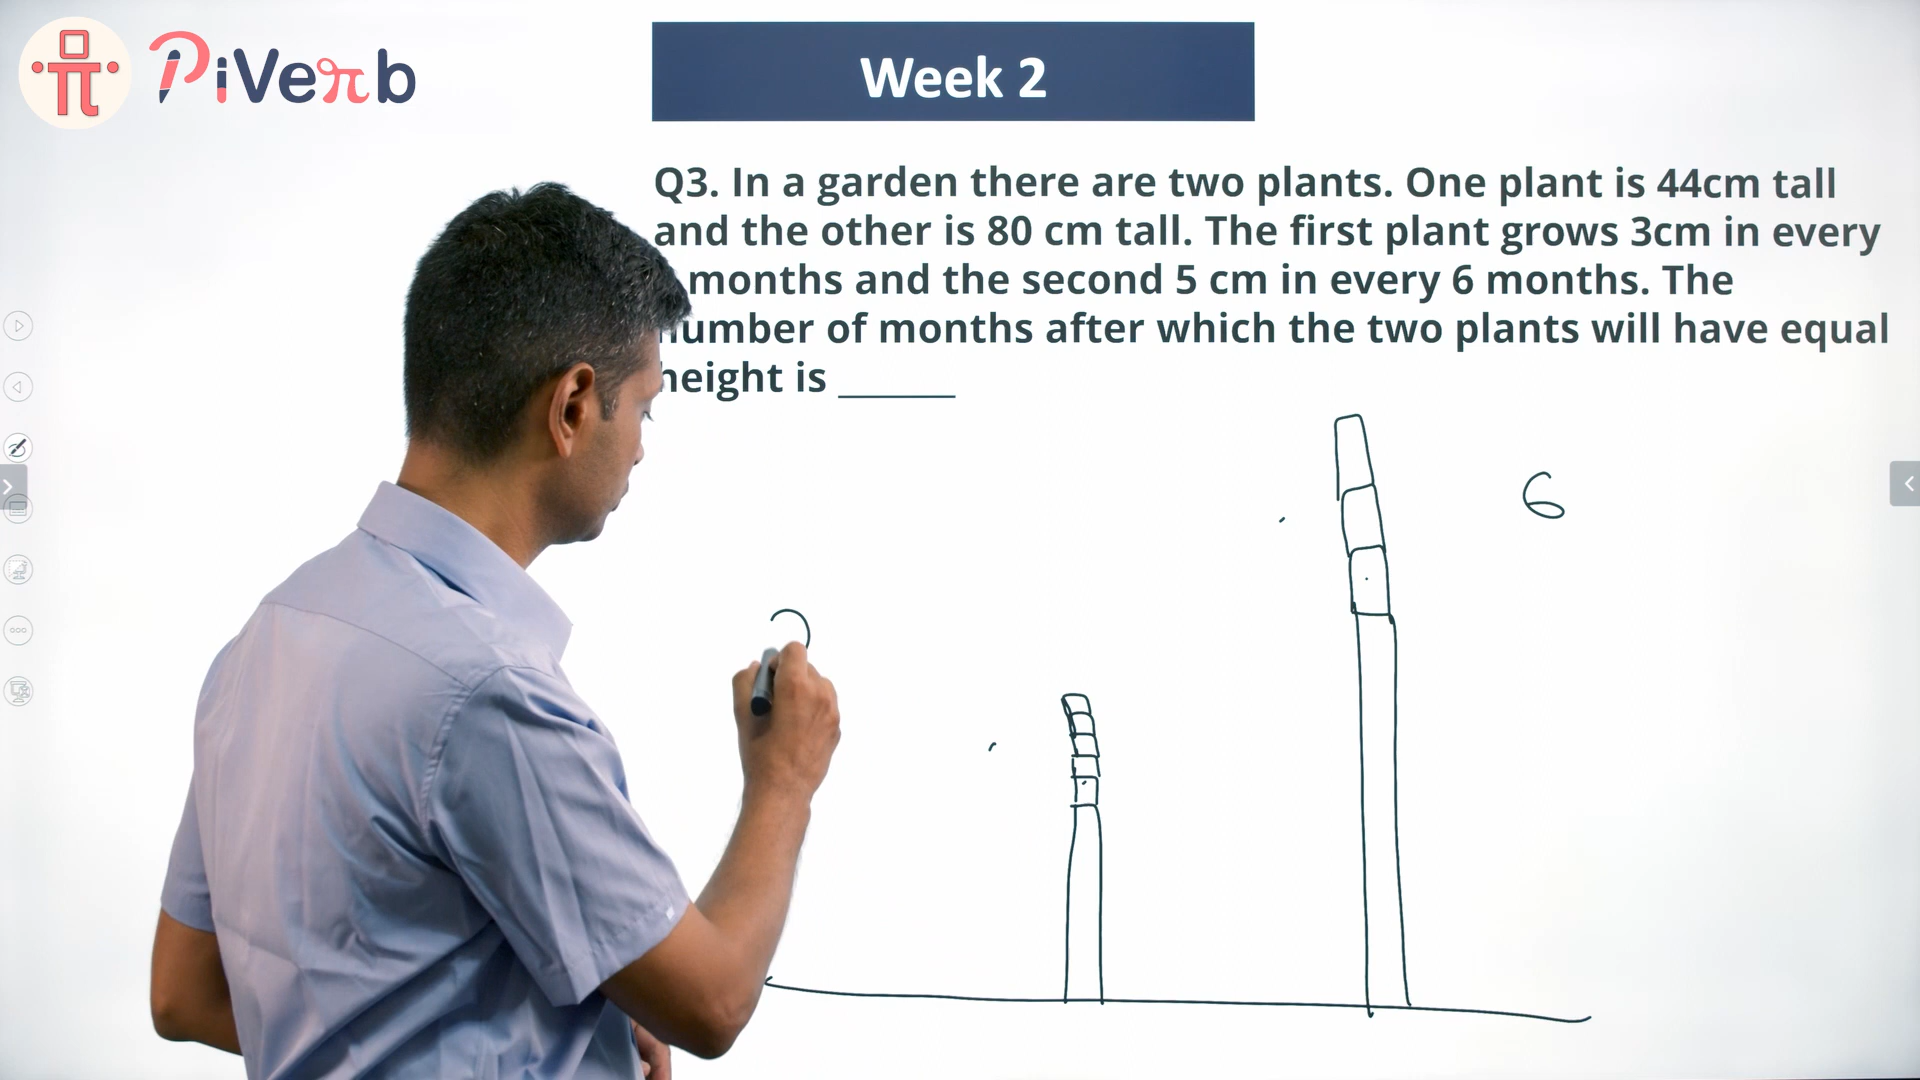 PiVerb
Week 2
Q3. In a garden there are two plants. One plant is 44cm tall
and the other is 80 cm tall. The first plant grows 3cm in every
months and the second 5 cm in every 6 months. The
number of months after which the two plants will have equal
height is ______
6